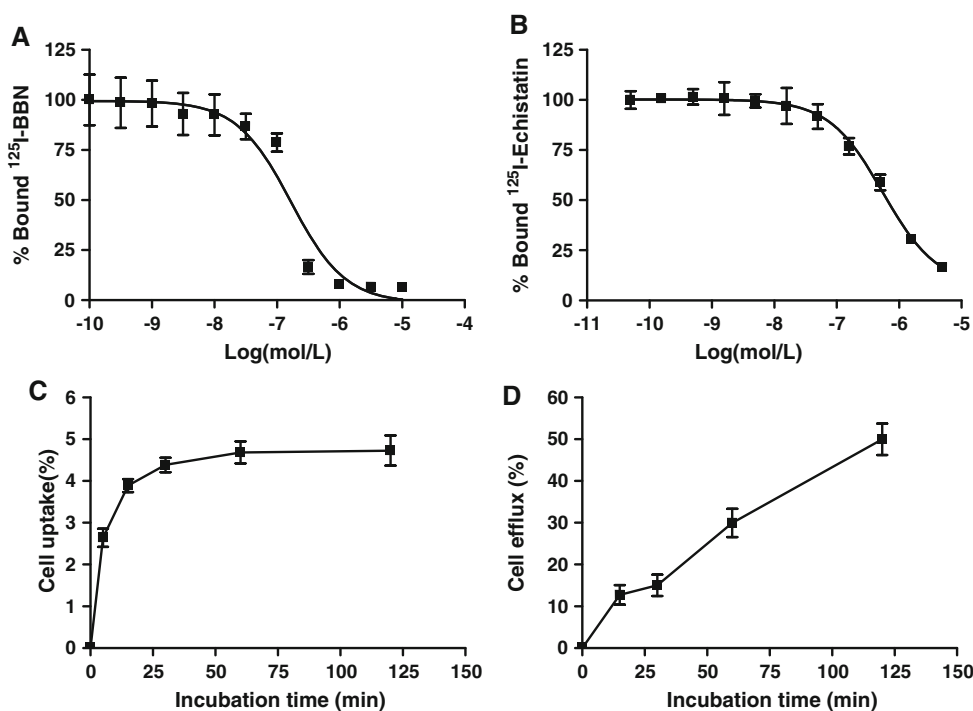 A
% Bound ¹²⁵I-BBN
125
100
75
50
25
0
-10 -9 -8 -7 -6 -5 -4
Log(mol/L)
B
% Bound ¹²⁵I-Echistatin
125
100
75
50
25
0
-11 -10 -9 -8 -7 -6 -5
Log(mol/L)
C
Cell uptake(%)
6
5
4
3
2
1
0
0 25 50 75 100 125 150
Incubation time (min)
D
Cell efflux (%)
60
50
40
30
20
10
0
0 25 50 75 100 125 150
Incubation time (min)